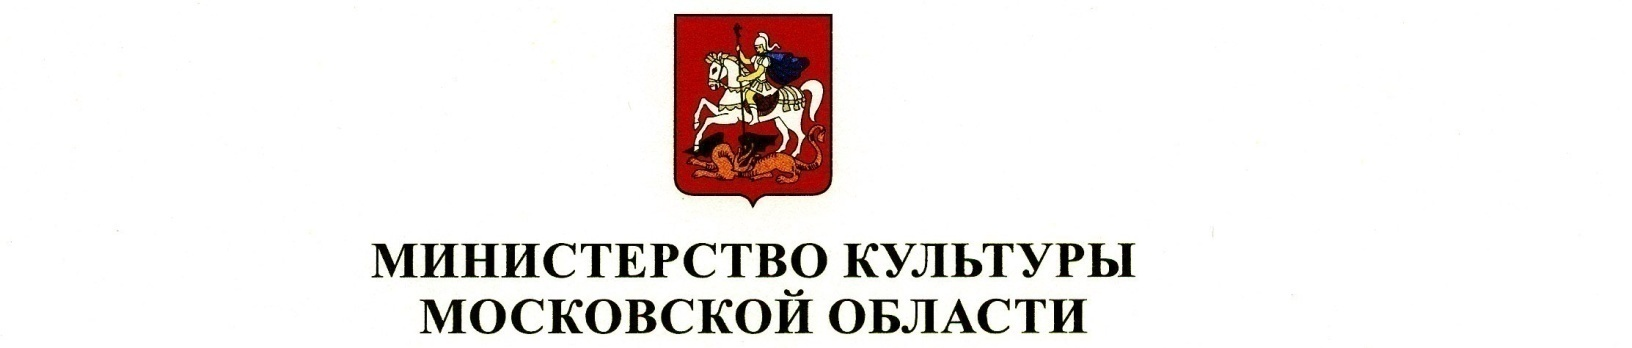 МИНИСТЕРСТВО КУЛЬТУРЫ
МОСКОВСКОЙ ОБЛАСТИ